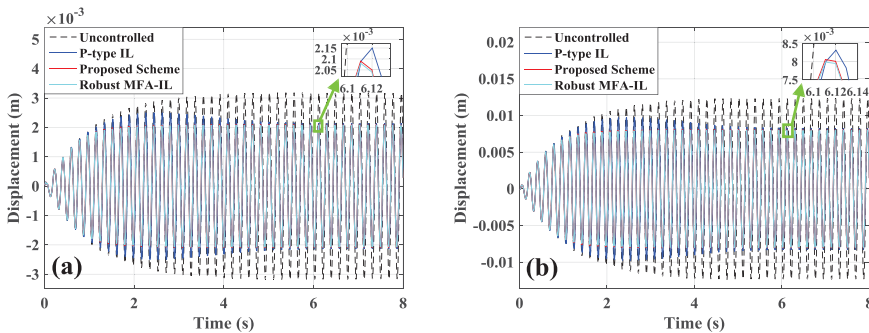 ×10⁻³
5
4
3
2
1
0
-1
-2
-3
Displacement (m)
Uncontrolled
P-type IL
Proposed Scheme
Robust MFA-IL
×10⁻³
2.15
2.1
2.05
6.1 6.12
(a)
0 2 4 6 8
Time (s)
0.02
0.015
0.01
0.005
0
-0.005
-0.01
Displacement (m)
Uncontrolled
P-type IL
Proposed Scheme
Robust MFA-IL
×10⁻³
8.5
8
7.5
6.1 6.12 6.14
(b)
0 2 4 6 8
Time (s)